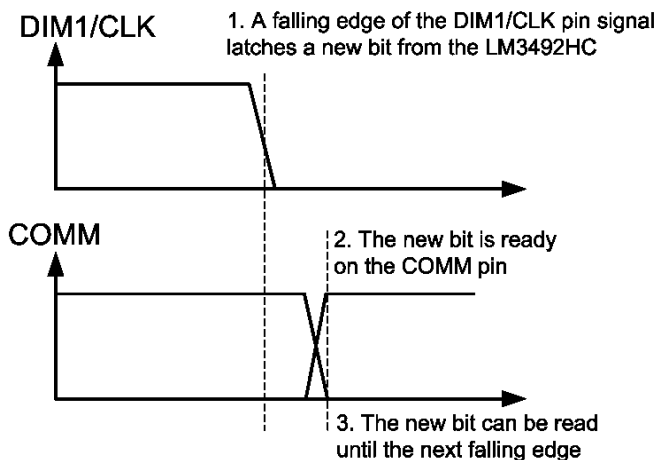 DIM1/CLK
1. A falling edge of the DIM1/CLK pin signal
latches a new bit from the LM3492HC
COMM
2. The new bit is ready
on the COMM pin
3. The new bit can be read
until the next falling edge